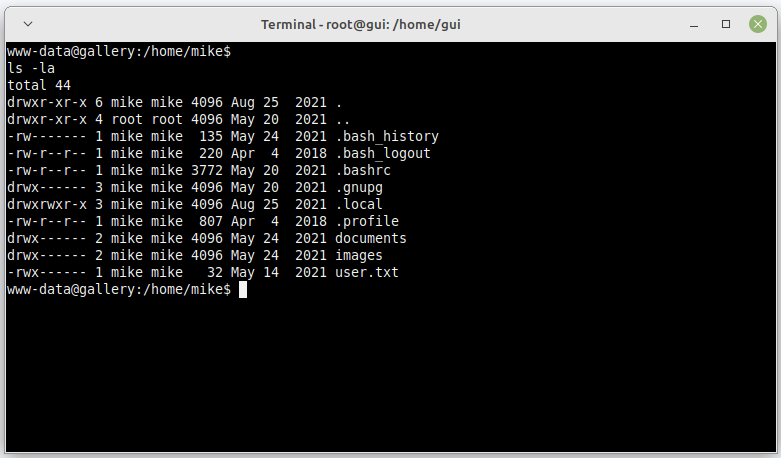 Terminal - root@gui: /home/gui
www-data@gallery:/home/mike$
ls -la
total 44
drwxr-xr-x 6 mike mike 4096 Aug 25  2021 .
drwxr-xr-x 4 root root 4096 May 20  2021 ..
-rw------- 1 mike mike  135 May 24  2021 .bash_history
-rw-r--r-- 1 mike mike  220 Apr  4  2018 .bash_logout
-rw-r--r-- 1 mike mike 3772 May 20  2021 .bashrc
drwx------ 3 mike mike 4096 May 20  2021 .gnupg
drwxrwxr-x 3 mike mike 4096 Aug 25  2021 .local
-rw-r--r-- 1 mike mike  807 Apr  4  2018 .profile
drwx------ 2 mike mike 4096 May 24  2021 documents
drwx------ 2 mike mike 4096 May 24  2021 images
-rwx------ 1 mike mike   32 May 14  2021 user.txt
www-data@gallery:/home/mike$